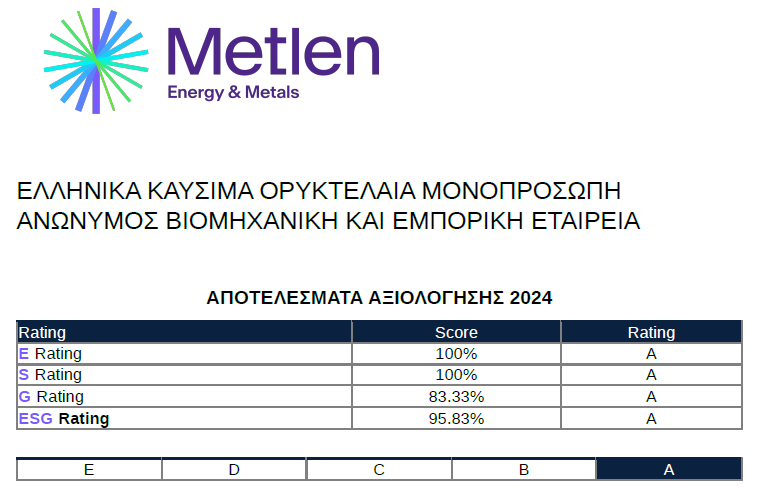 Metlen
Energy & Metals
ΕΛΛΗΝΙΚΑ ΚΑΥΣΙΜΑ ΟΡΥΚΤΕΛΑΙΑ ΜΟΝΟΠΡΟΣΩΠΗ
ΑΝΩΝΥΜΟΣ ΒΙΟΜΗΧΑΝΙΚΗ ΚΑΙ ΕΜΠΟΡΙΚΗ ΕΤΑΙΡΕΙΑ
ΑΠΟΤΕΛΕΣΜΑΤΑ ΑΞΙΟΛΟΓΗΣΗΣ 2024
Rating Score Rating
E Rating 100% A
S Rating 100% A
G Rating 83.33% A
ESG Rating 95.83% A
E D C B A